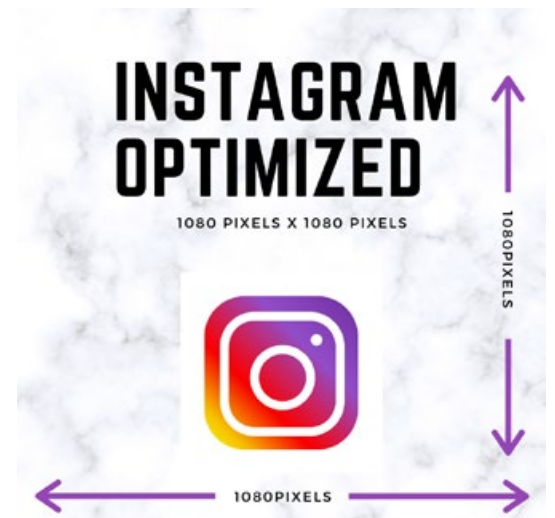 INSTAGRAM
OPTIMIZED
1080 PIXELS X 1080 PIXELS
1080PIXELS
1080PIXELS